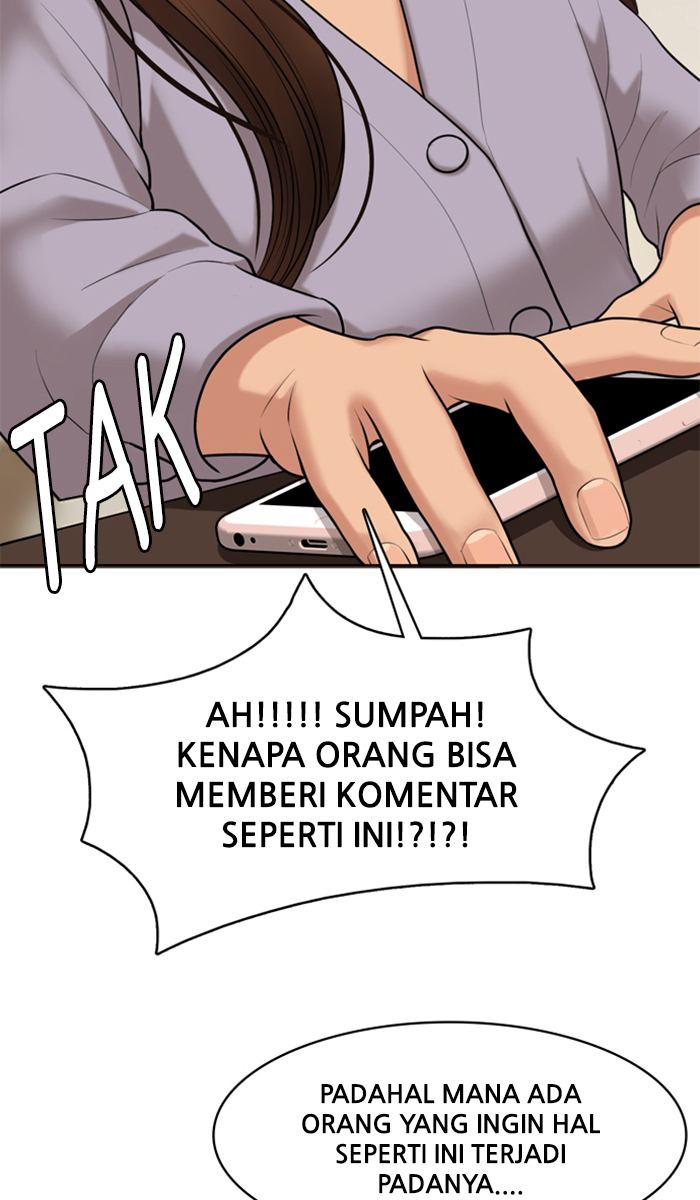 TAK
AH!!!!! SUMPAH!
KENAPA ORANG BISA
MEMBERI KOMENTAR
SEPERTI INI!?!?!
PADAHAL MANA ADA
ORANG YANG INGIN HAL
SEPERTI INI TERJADI
PADANYA....